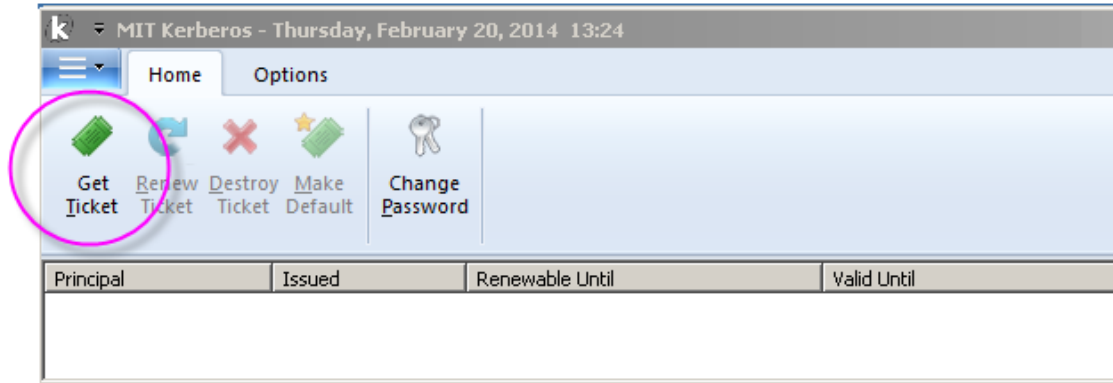 MIT Kerberos - Thursday, February 20, 2014 13:24
Home Options
Get Ticket
Renew Ticket
Destroy Ticket
Make Default
Change Password
Principal Issued Renewable Until Valid Until